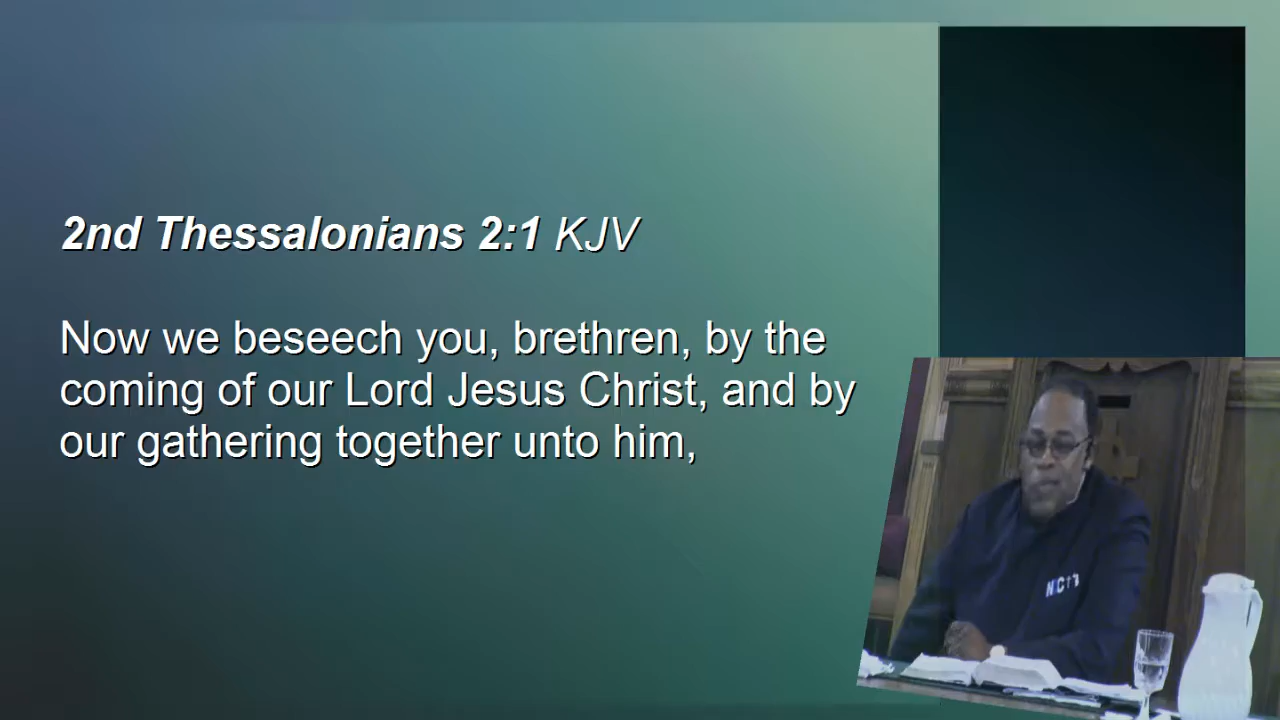 2nd Thessalonians 2:1 KJV
Now we beseech you, brethren, by the
coming of our Lord Jesus Christ, and by
our gathering together unto him,